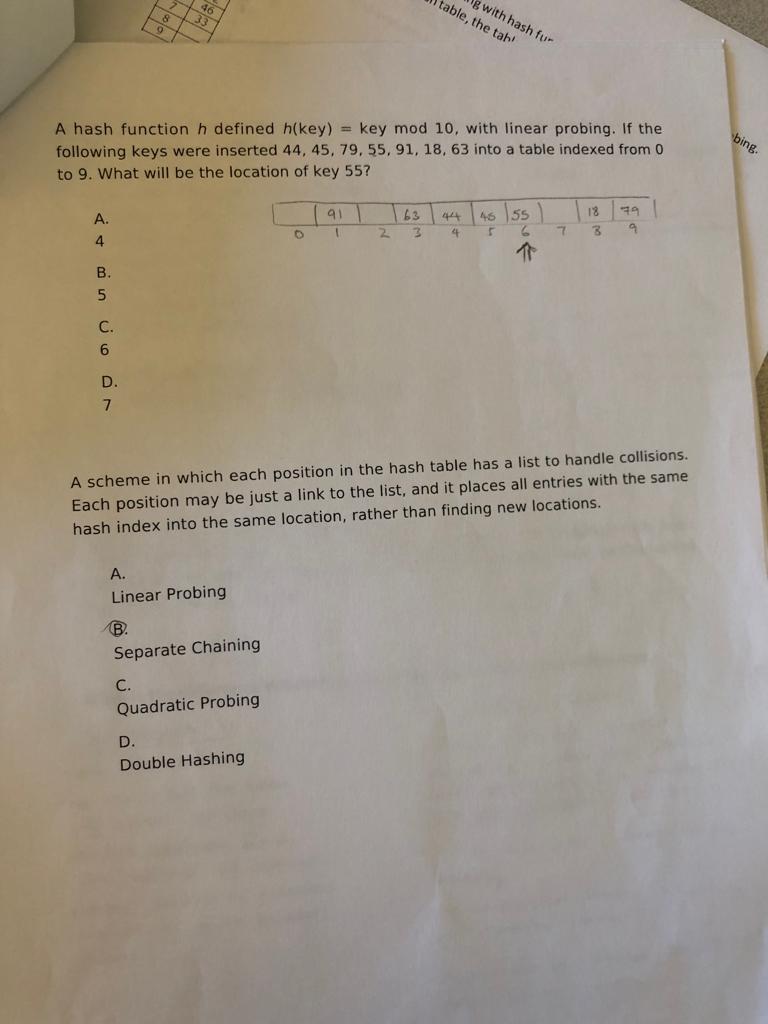 7 46
8 33
9
ng with hash fu
table, the tabl
bing.
A hash function h defined h(key) = key mod 10, with linear probing. If the
following keys were inserted 44, 45, 79, 55, 91, 18, 63 into a table indexed from 0
to 9. What will be the location of key 55?
91 63 44 45 55 18 79
0 1 2 3 4 5 6 7 8 9
A.
4
B.
5
C.
6
D.
7
A scheme in which each position in the hash table has a list to handle collisions.
Each position may be just a link to the list, and it places all entries with the same
hash index into the same location, rather than finding new locations.
A.
Linear Probing
B.
Separate Chaining
C.
Quadratic Probing
D.
Double Hashing